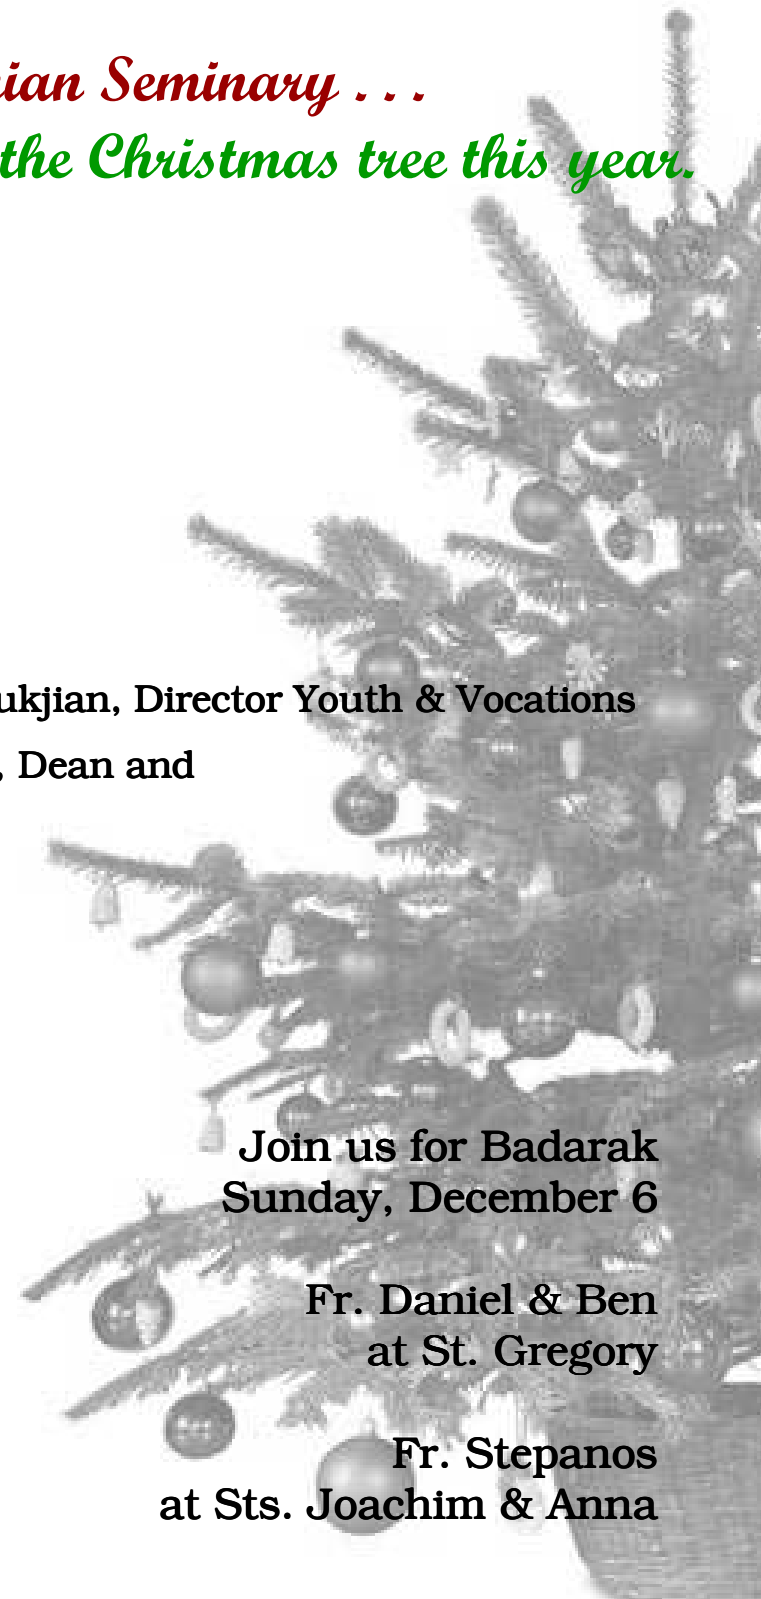 ian Seminary . . .
the Christmas tree this year.
ukjian, Director Youth & Vocations
, Dean and
Join us for Badarak
Sunday, December 6
Fr. Daniel & Ben
at St. Gregory
Fr. Stepanos
at Sts. Joachim & Anna